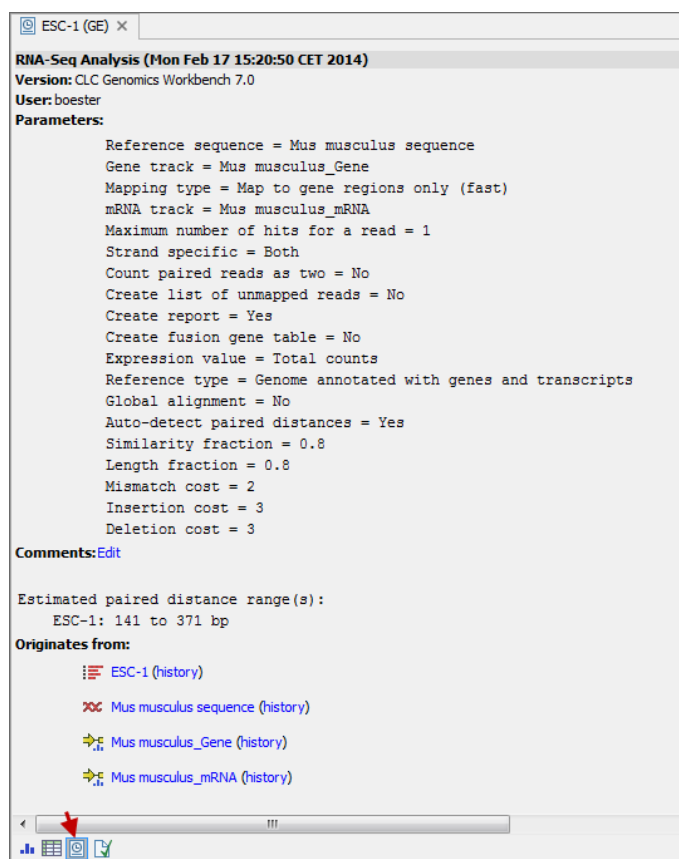 ESC-1 (GE)
RNA-Seq Analysis (Mon Feb 17 15:20:50 CET 2014)
Version: CLC Genomics Workbench 7.0
User: boester
Parameters:
Reference sequence = Mus musculus sequence
Gene track = Mus musculus_Gene
Mapping type = Map to gene regions only (fast)
mRNA track = Mus musculus_mRNA
Maximum number of hits for a read = 1
Strand specific = Both
Count paired reads as two = No
Create list of unmapped reads = No
Create report = Yes
Create fusion gene table = No
Expression value = Total counts
Reference type = Genome annotated with genes and transcripts
Global alignment = No
Auto-detect paired distances = Yes
Similarity fraction = 0.8
Length fraction = 0.8
Mismatch cost = 2
Insertion cost = 3
Deletion cost = 3
Comments: Edit
Estimated paired distance range(s):
ESC-1: 141 to 371 bp
Originates from:
ESC-1 (history)
Mus musculus sequence (history)
Mus musculus_Gene (history)
Mus musculus_mRNA (history)